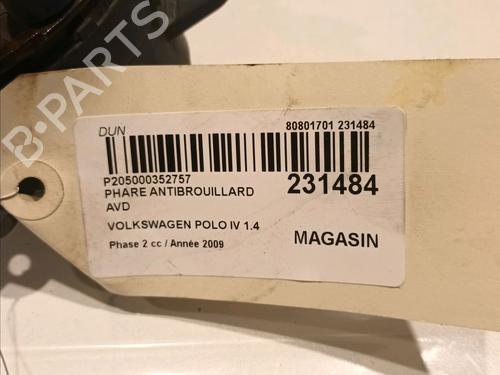 B-PARTS
DUN 80801701 231484
P205000352757
PHARE ANTIBROUILLARD
AVD
231484
VOLKSWAGEN POLO IV 1.4
Phase 2 cc / Année 2009
MAGASIN